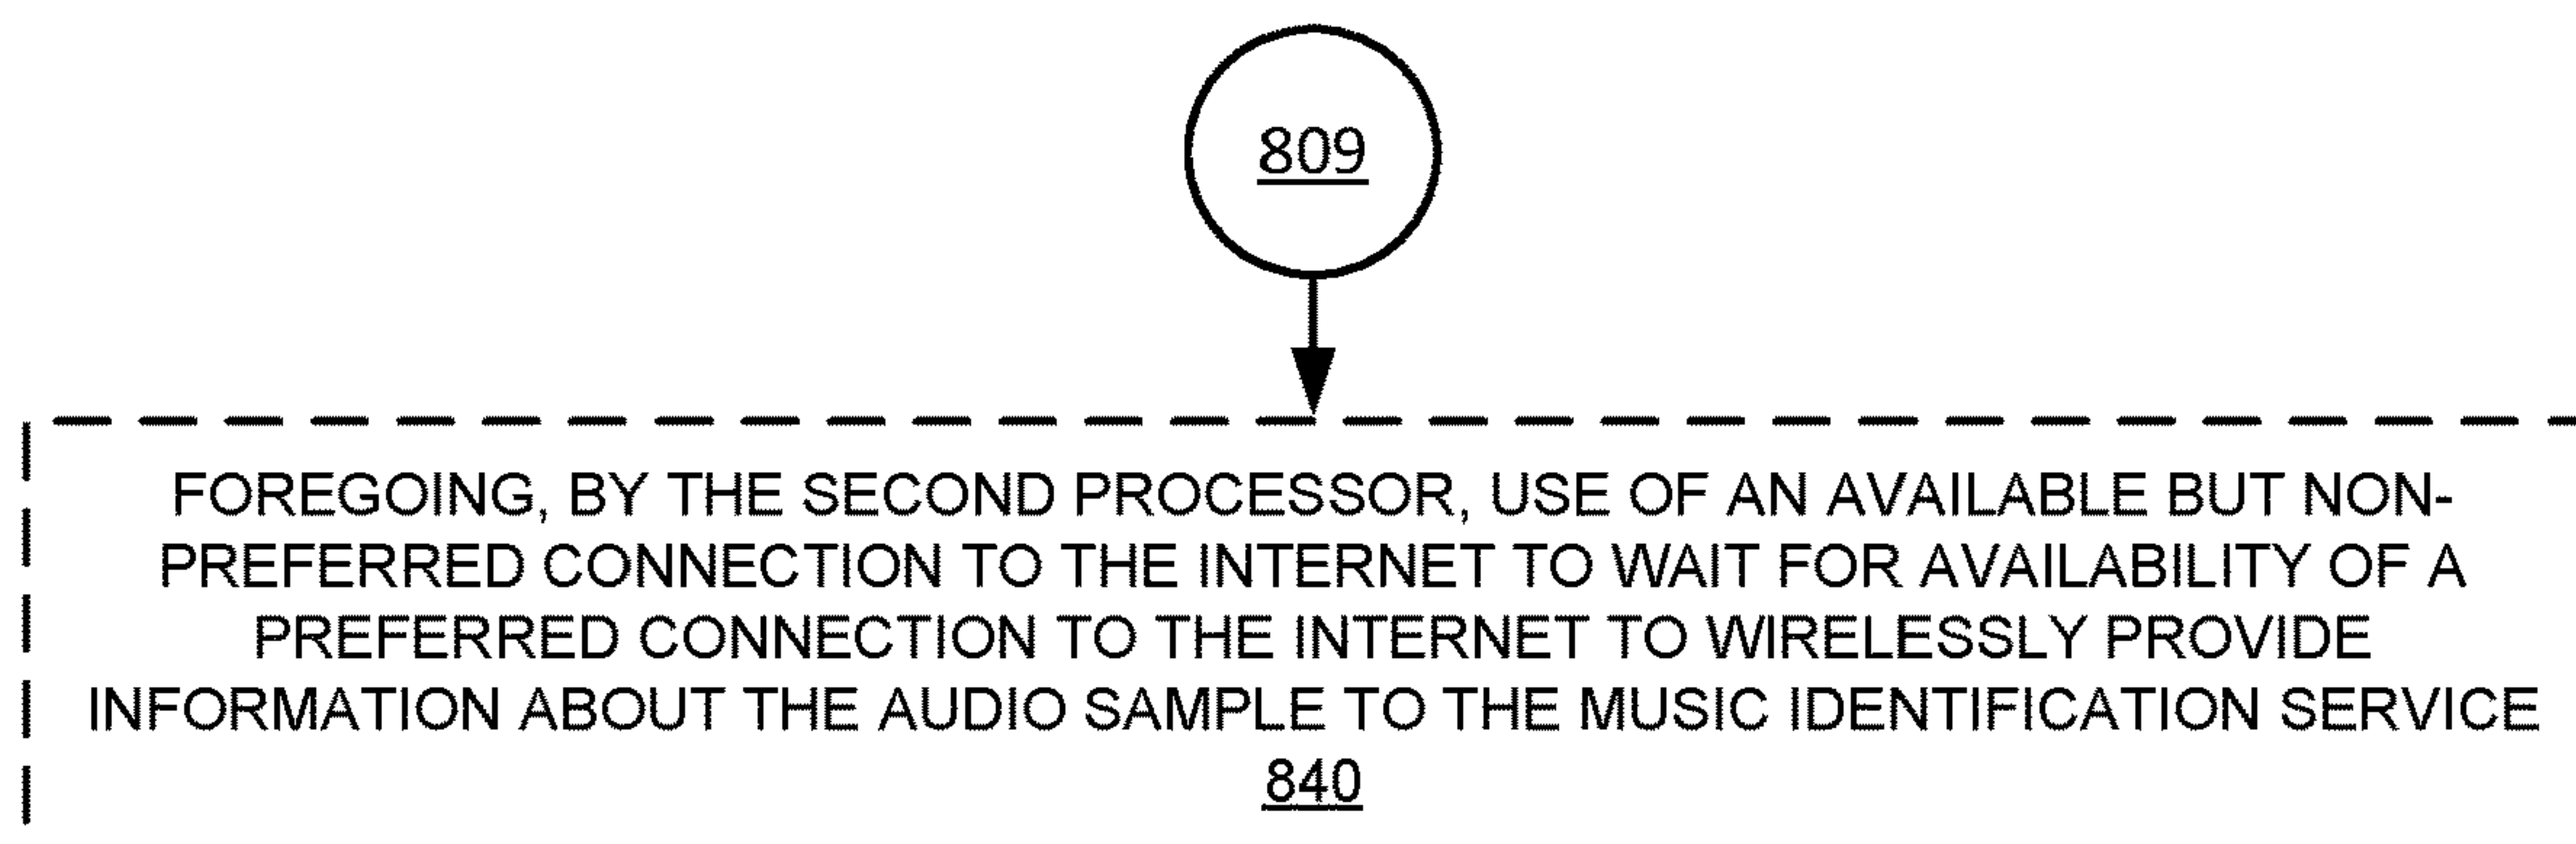 809
FOREGOING, BY THE SECOND PROCESSOR, USE OF AN AVAILABLE BUT NON-
PREFERRED CONNECTION TO THE INTERNET TO WAIT FOR AVAILABILITY OF A
PREFERRED CONNECTION TO THE INTERNET TO WIRELESSLY PROVIDE
INFORMATION ABOUT THE AUDIO SAMPLE TO THE MUSIC IDENTIFICATION SERVICE
840